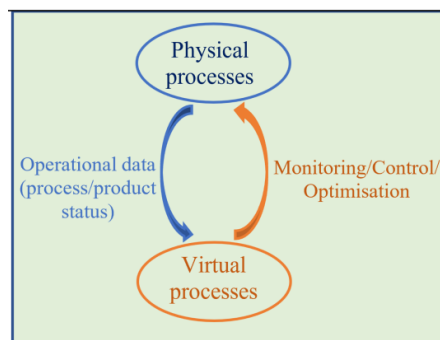 Physical
processes
Operational data
(process/product
status)
Monitoring/Control/
Optimisation
Virtual
processes